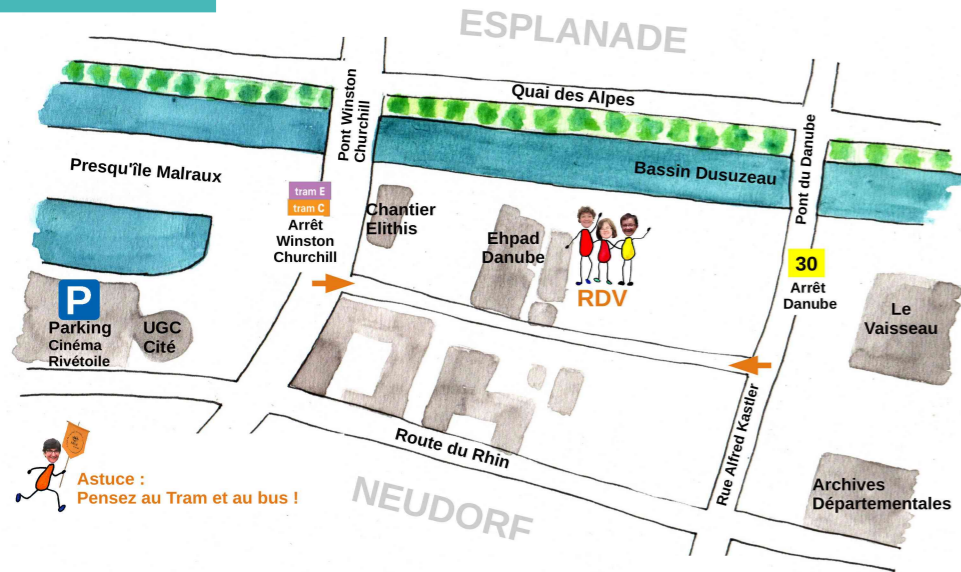 ESPLANADE
Quai des Alpes
Pont Winston
Churchill
Pont du Danube
Bassin Dusuzeau
Presqu'île Malraux
tram E
tram C
Arrêt
Winston
Churchill
Chantier
Elithis
Ehpad
Danube
RDV
30
Arrêt
Danube
Le
Vaisseau
P
Parking
Cinéma
Rivétoile
UGC
Cité
Route du Rhin
Rue Alfred Kastler
Archives
Départementales
Astuce :
Pensez au Tram et au bus !
NEUDORF